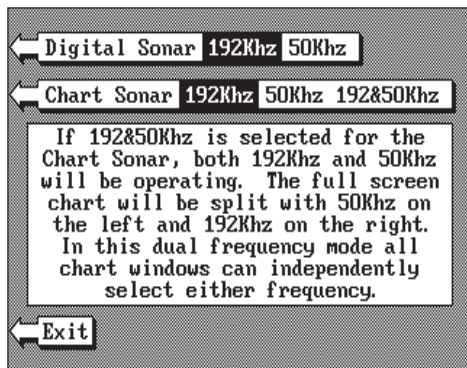 Digital Sonar 192Khz 50Khz
Chart Sonar 192Khz 50Khz 192&50Khz
If 192&50Khz is selected for the
Chart Sonar, both 192Khz and 50Khz
will be operating. The full screen
chart will be split with 50Khz on
the left and 192Khz on the right.
In this dual frequency mode all
chart windows can independently
select either frequency.
Exit